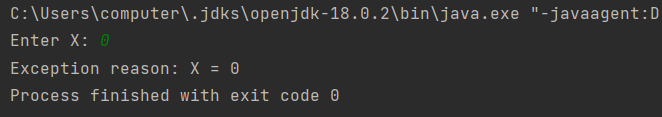 C:\Users\computer\.jdks\openjdk-18.0.2\bin\java.exe "-javaagent:D
Enter X: 0
Exception reason: X = 0
Process finished with exit code 0